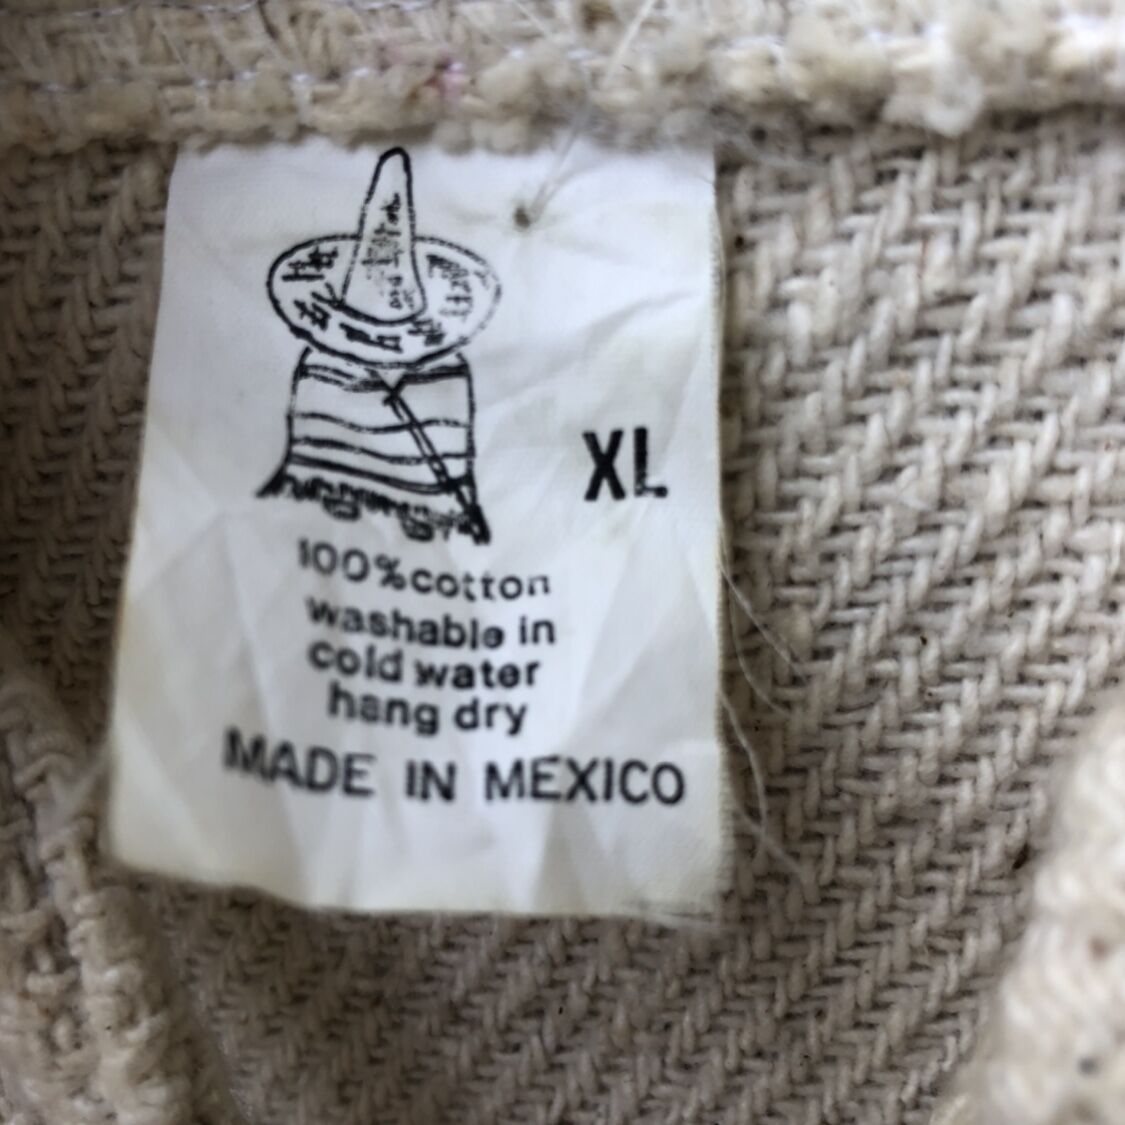 XL
100%cotton
washable in
cold water
hang dry
MADE IN MEXICO